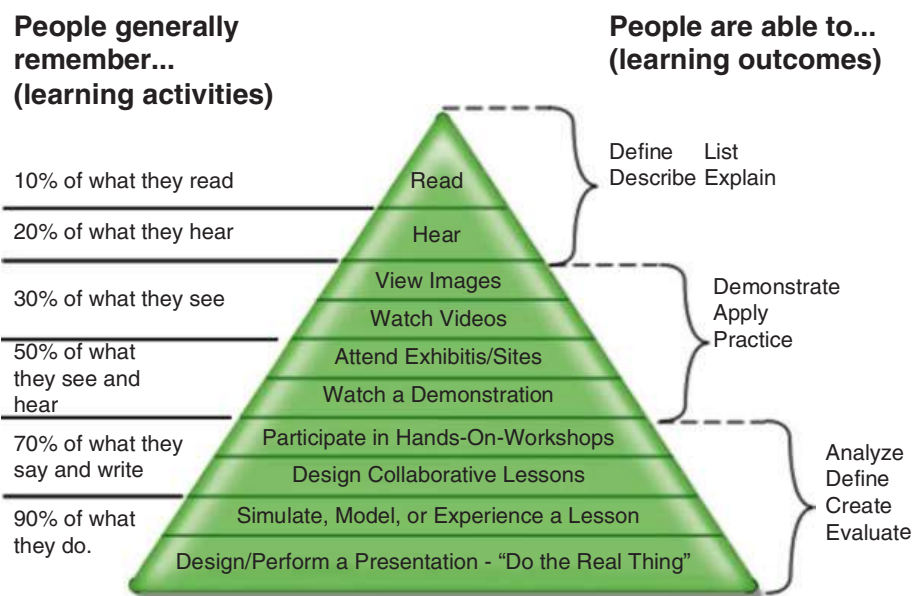 People generally
remember...
(learning activities)
People are able to...
(learning outcomes)
10% of what they read
20% of what they hear
30% of what they see
50% of what
they see and
hear
70% of what they
say and write
90% of what
they do.
Read
Hear
View Images
Watch Videos
Attend Exhibitis/Sites
Watch a Demonstration
Participate in Hands-On-Workshops
Design Collaborative Lessons
Simulate, Model, or Experience a Lesson
Design/Perform a Presentation - “Do the Real Thing”
Define List
Describe Explain
Demonstrate
Apply
Practice
Analyze
Define
Create
Evaluate